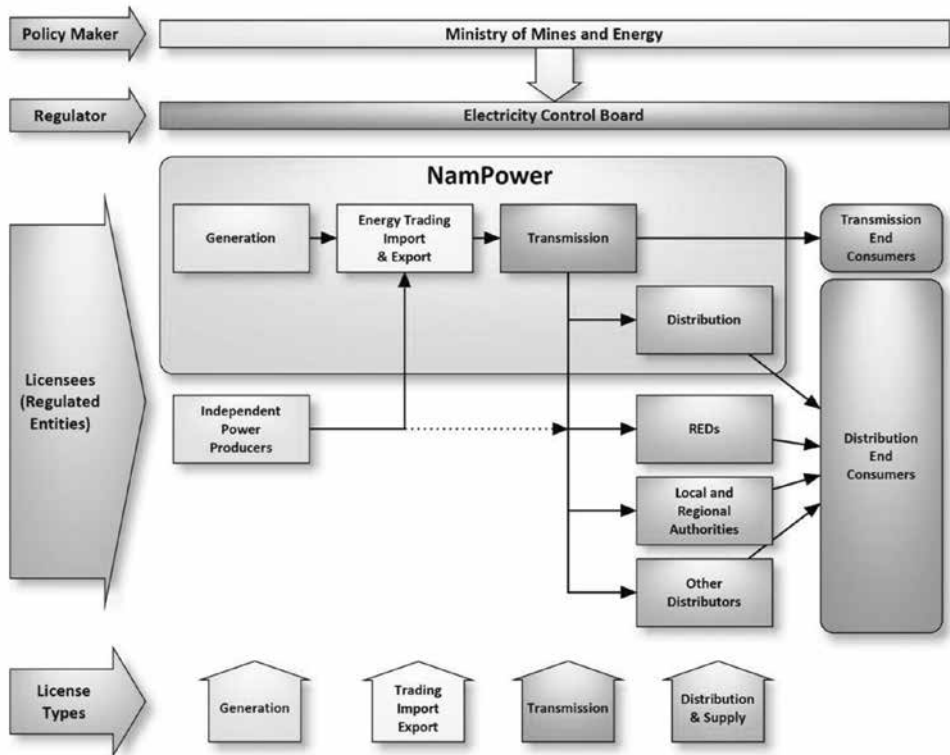 Policy Maker
Ministry of Mines and Energy
Regulator
Electricity Control Board
NamPower
Generation
Energy Trading
Import
& Export
Transmission
Transmission
End
Consumers
Distribution
Licensees
(Regulated
Entities)
Independent
Power
Producers
REDs
Distribution
End
Consumers
Local and
Regional
Authorities
Other
Distributors
License
Types
Generation
Trading
Import
Export
Transmission
Distribution
& Supply